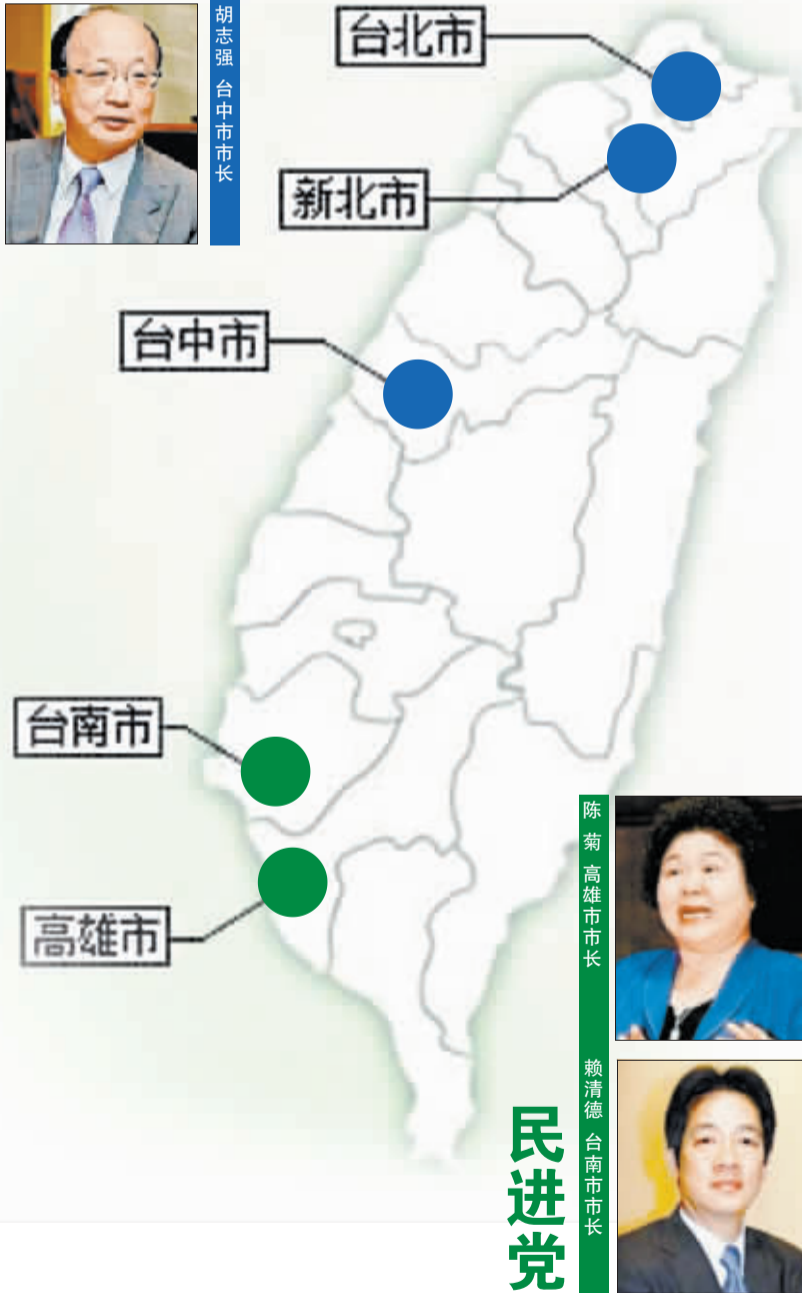 胡志强 台中市市长
台北市
新北市
台中市
台南市
高雄市
陈 菊 高雄市市长
赖清德 台南市市长
民进党